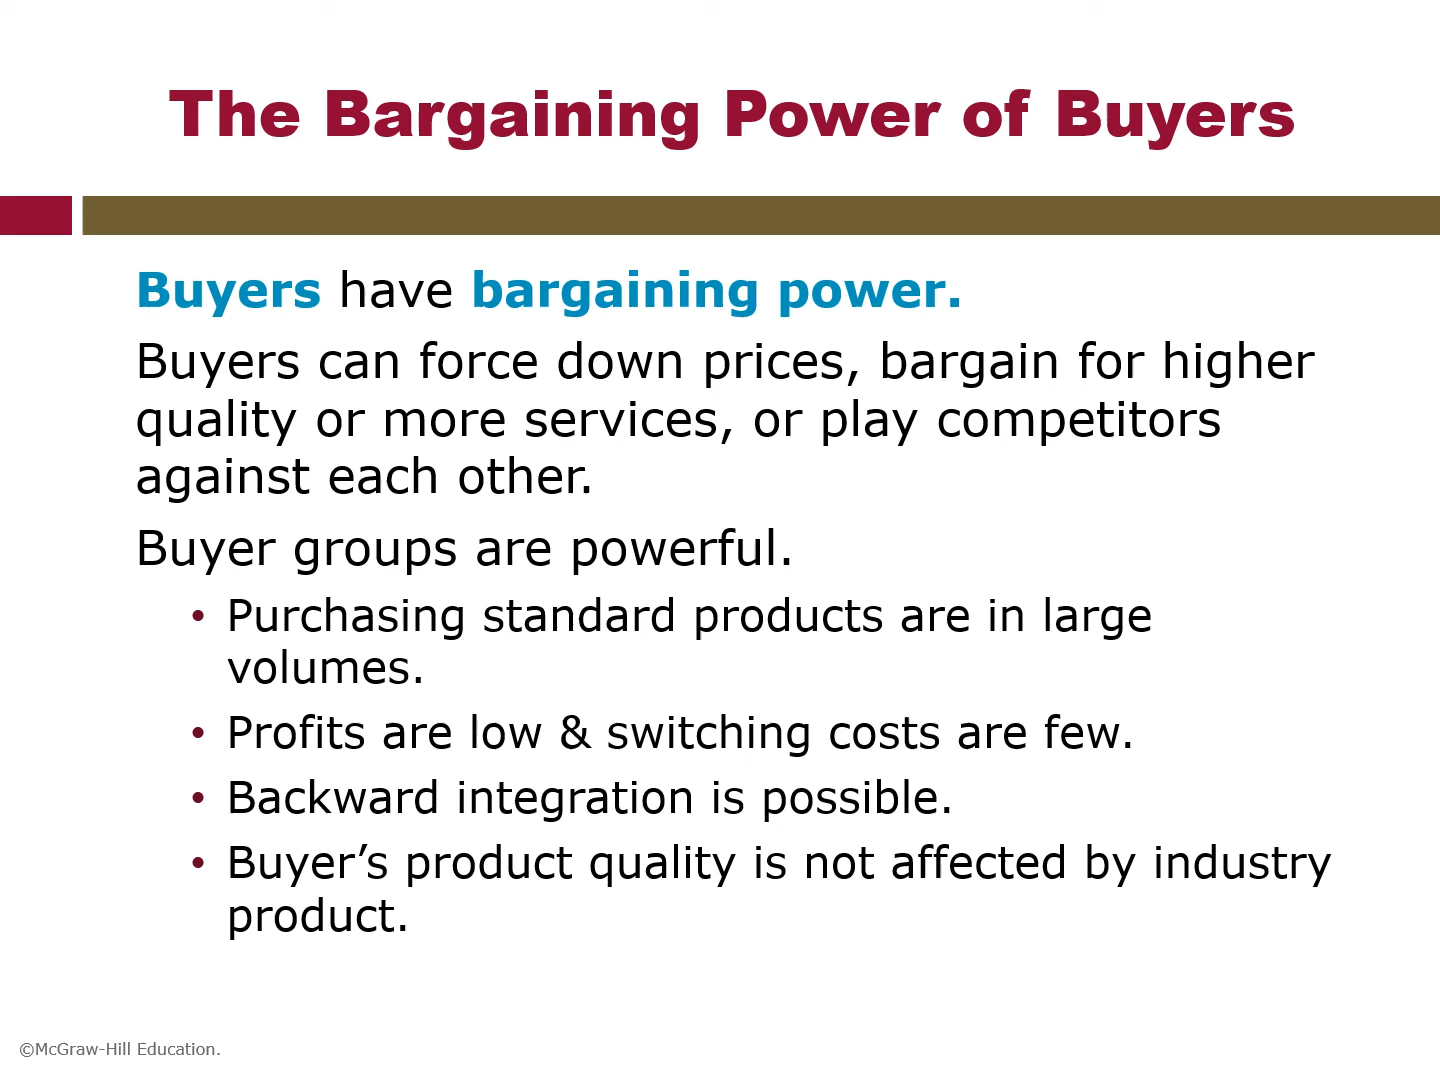 The Bargaining Power of Buyers
Buyers have bargaining power.
Buyers can force down prices, bargain for higher
quality or more services, or play competitors
against each other.
Buyer groups are powerful.
• Purchasing standard products are in large
volumes.
• Profits are low & switching costs are few.
• Backward integration is possible.
• Buyer’s product quality is not affected by industry
product.
©McGraw-Hill Education.